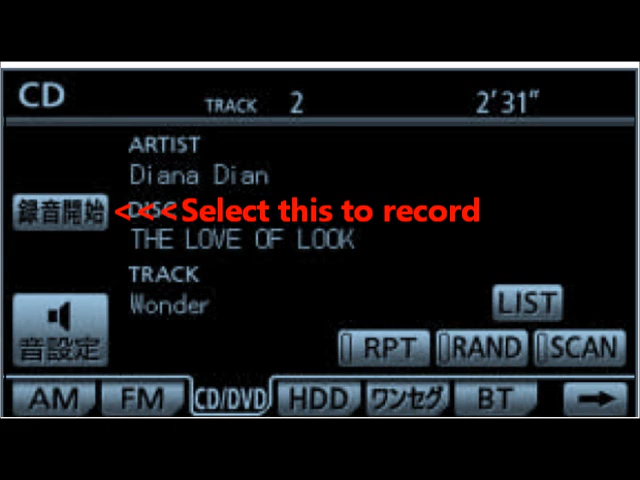 CD
TRACK 2 2'31"
ARTIST
Diana Dian
録音開始 <<<Select this to record
DISC
THE LOVE OF LOOK
TRACK
Wonder
LIST
音設定
RPT RAND SCAN
AM FM CD/DVD HDD ワンセグ BT